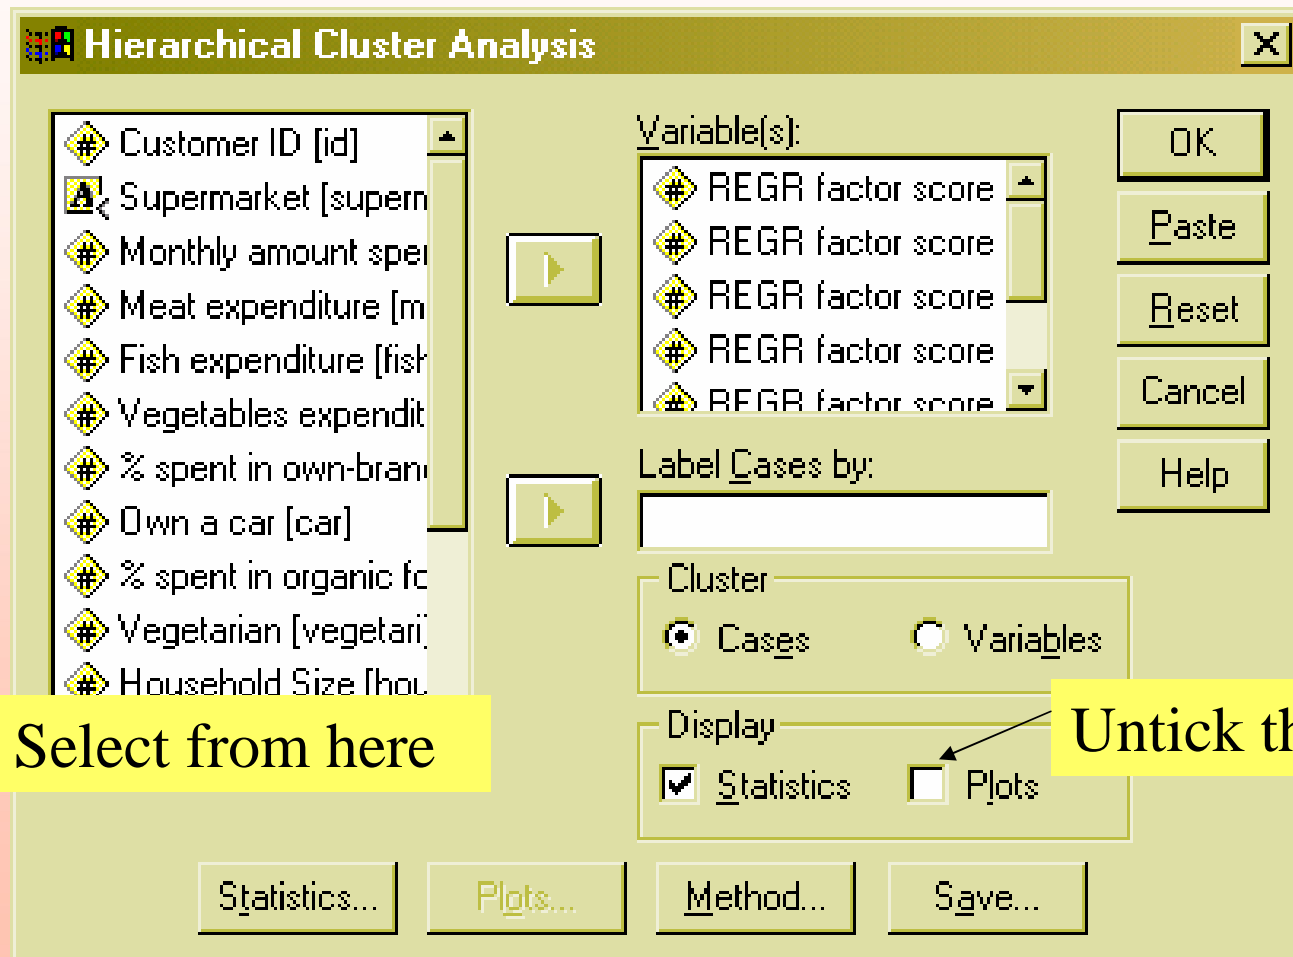 Hierarchical Cluster Analysis
Customer ID [id]
Supermarket [superm
Monthly amount spe
Meat expenditure [m
Fish expenditure [fish
Vegetables expendit
% spent in own-bran
Own a car [car]
% spent in organic fo
Vegetarian [vegetari
Household Size [hou
Select from here
Variable(s):
REGR factor score
REGR factor score
REGR factor score
REGR factor score
REGR factor score
Label Cases by:
Cluster
Cases Variables
Display
Statistics Plots
Untick th
OK
Paste
Reset
Cancel
Help
Statistics... Plots... Method... Save...